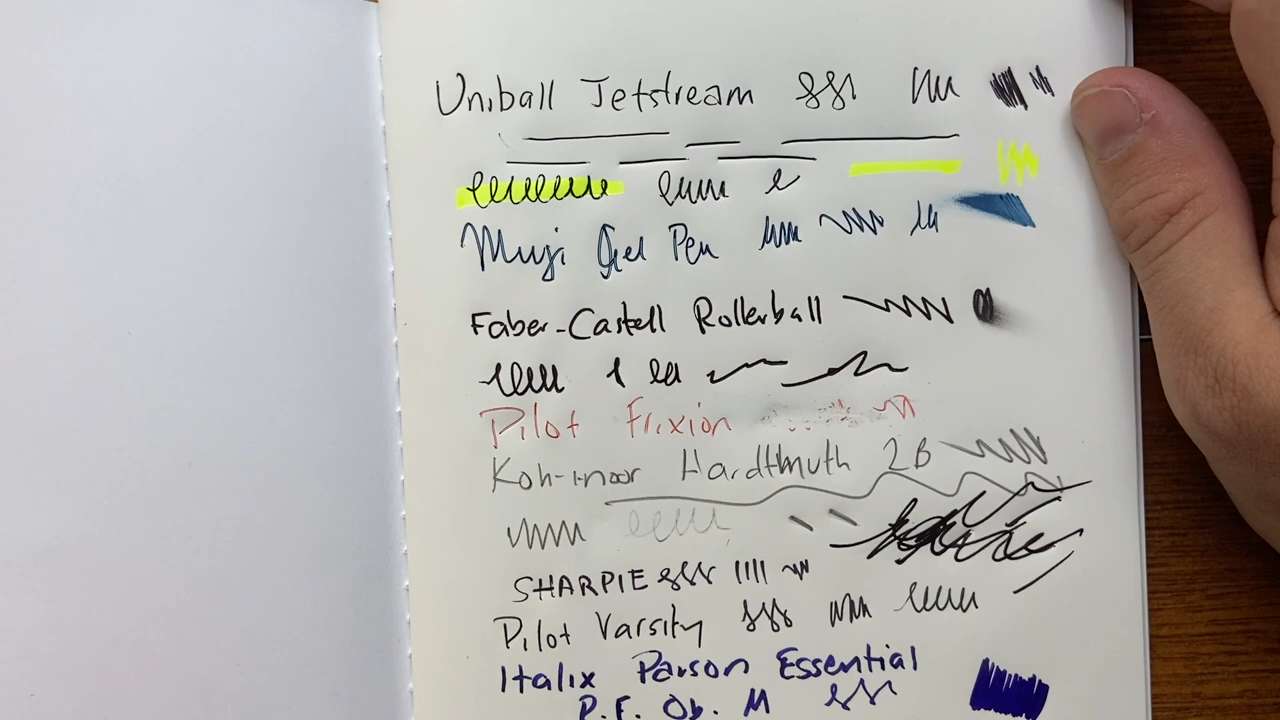 Uniball Jetstream
Muji Gel Pen
Faber-Castell Rollerball
Pilot Frixion
Koh-i-noor Hardtmuth 2B
SHARPIE
Pilot Varsity
Italix Parson Essential
P.F. Ob. M